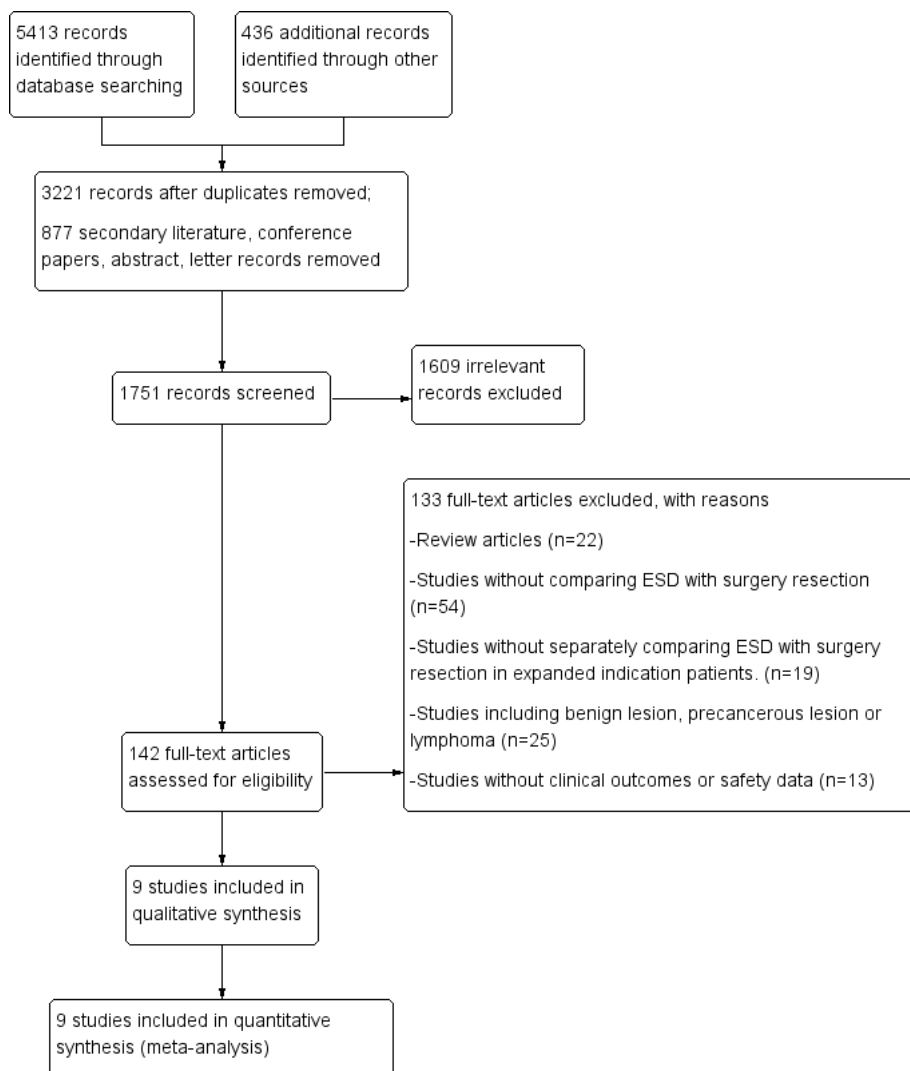 5413 records
identified through
database searching
436 additional records
identified through other
sources
3221 records after duplicates removed;
877 secondary literature, conference
papers, abstract, letter records removed
1751 records screened
1609 irrelevant
records excluded
133 full-text articles excluded, with reasons
-Review articles (n=22)
-Studies without comparing ESD with surgery resection
(n=54)
-Studies without separately comparing ESD with surgery
resection in expanded indication patients. (n=19)
-Studies including benign lesion, precancerous lesion or
lymphoma (n=25)
-Studies without clinical outcomes or safety data (n=13)
142 full-text articles
assessed for eligibility
9 studies included in
qualitative synthesis
9 studies included in quantitative
synthesis (meta-analysis)